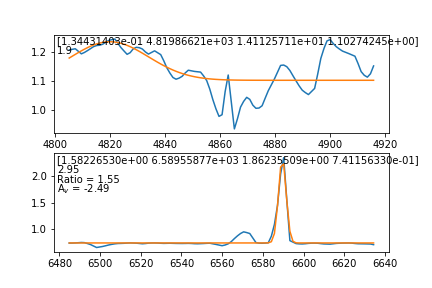 [1.34431403e-01 4.81986621e+03 1.41125711e+01 1.10274245e+00]
1.9
1.2
1.1
1.0
4800 4820 4840 4860 4880 4900 4920
[1.58226530e+00 6.58955877e+03 1.86235509e+00 7.41156330e-01]
2.95
Ratio = 1.55
Aᵥ = -2.49
2.0
1.5
1.0
6480 6500 6520 6540 6560 6580 6600 6620 6640